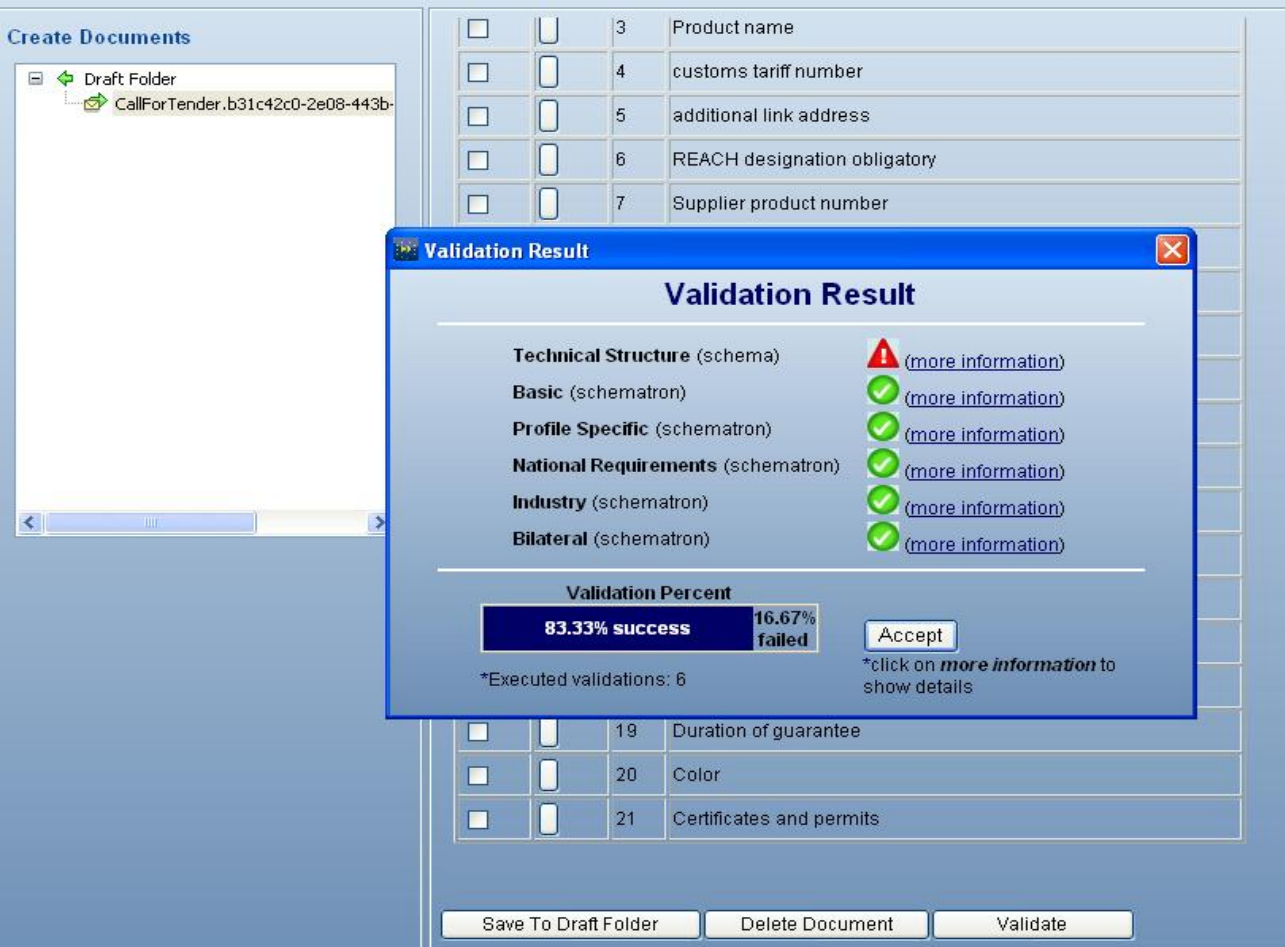 Create Documents
Draft Folder
CallForTender.b31c42c0-2e08-443b-
3 Product name
4 customs tariff number
5 additional link address
6 REACH designation obligatory
7 Supplier product number
Validation Result
Validation Result
Technical Structure (schema) (more information)
Basic (schematron) (more information)
Profile Specific (schematron) (more information)
National Requirements (schematron) (more information)
Industry (schematron) (more information)
Bilateral (schematron) (more information)
Validation Percent
83.33% success
16.67%
failed
Accept
*Executed validations: 6
*click on more information to
show details
19 Duration of guarantee
20 Color
21 Certificates and permits
Save To Draft Folder
Delete Document
Validate